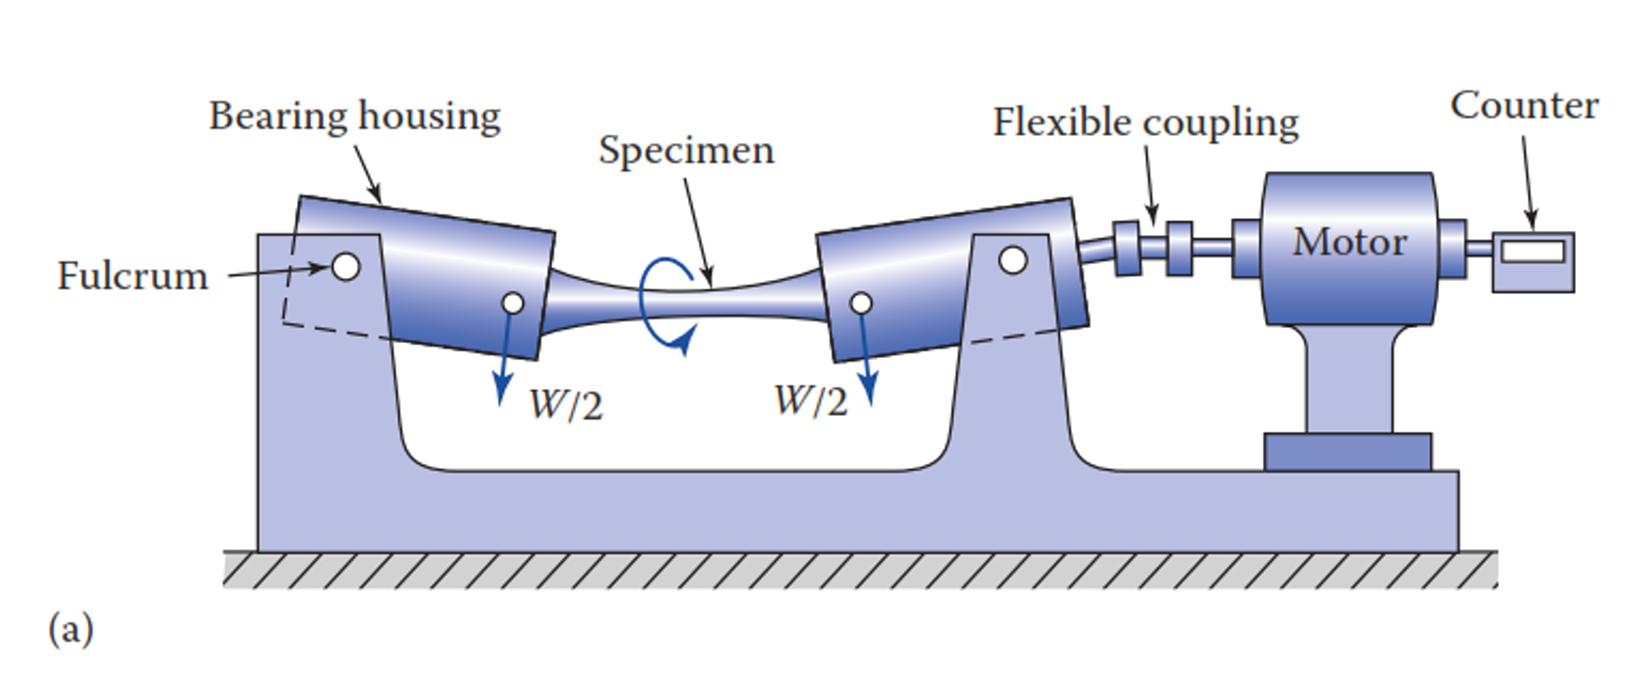 Bearing housing
Specimen
Flexible coupling
Counter
Fulcrum
Motor
W/2
W/2
(a)